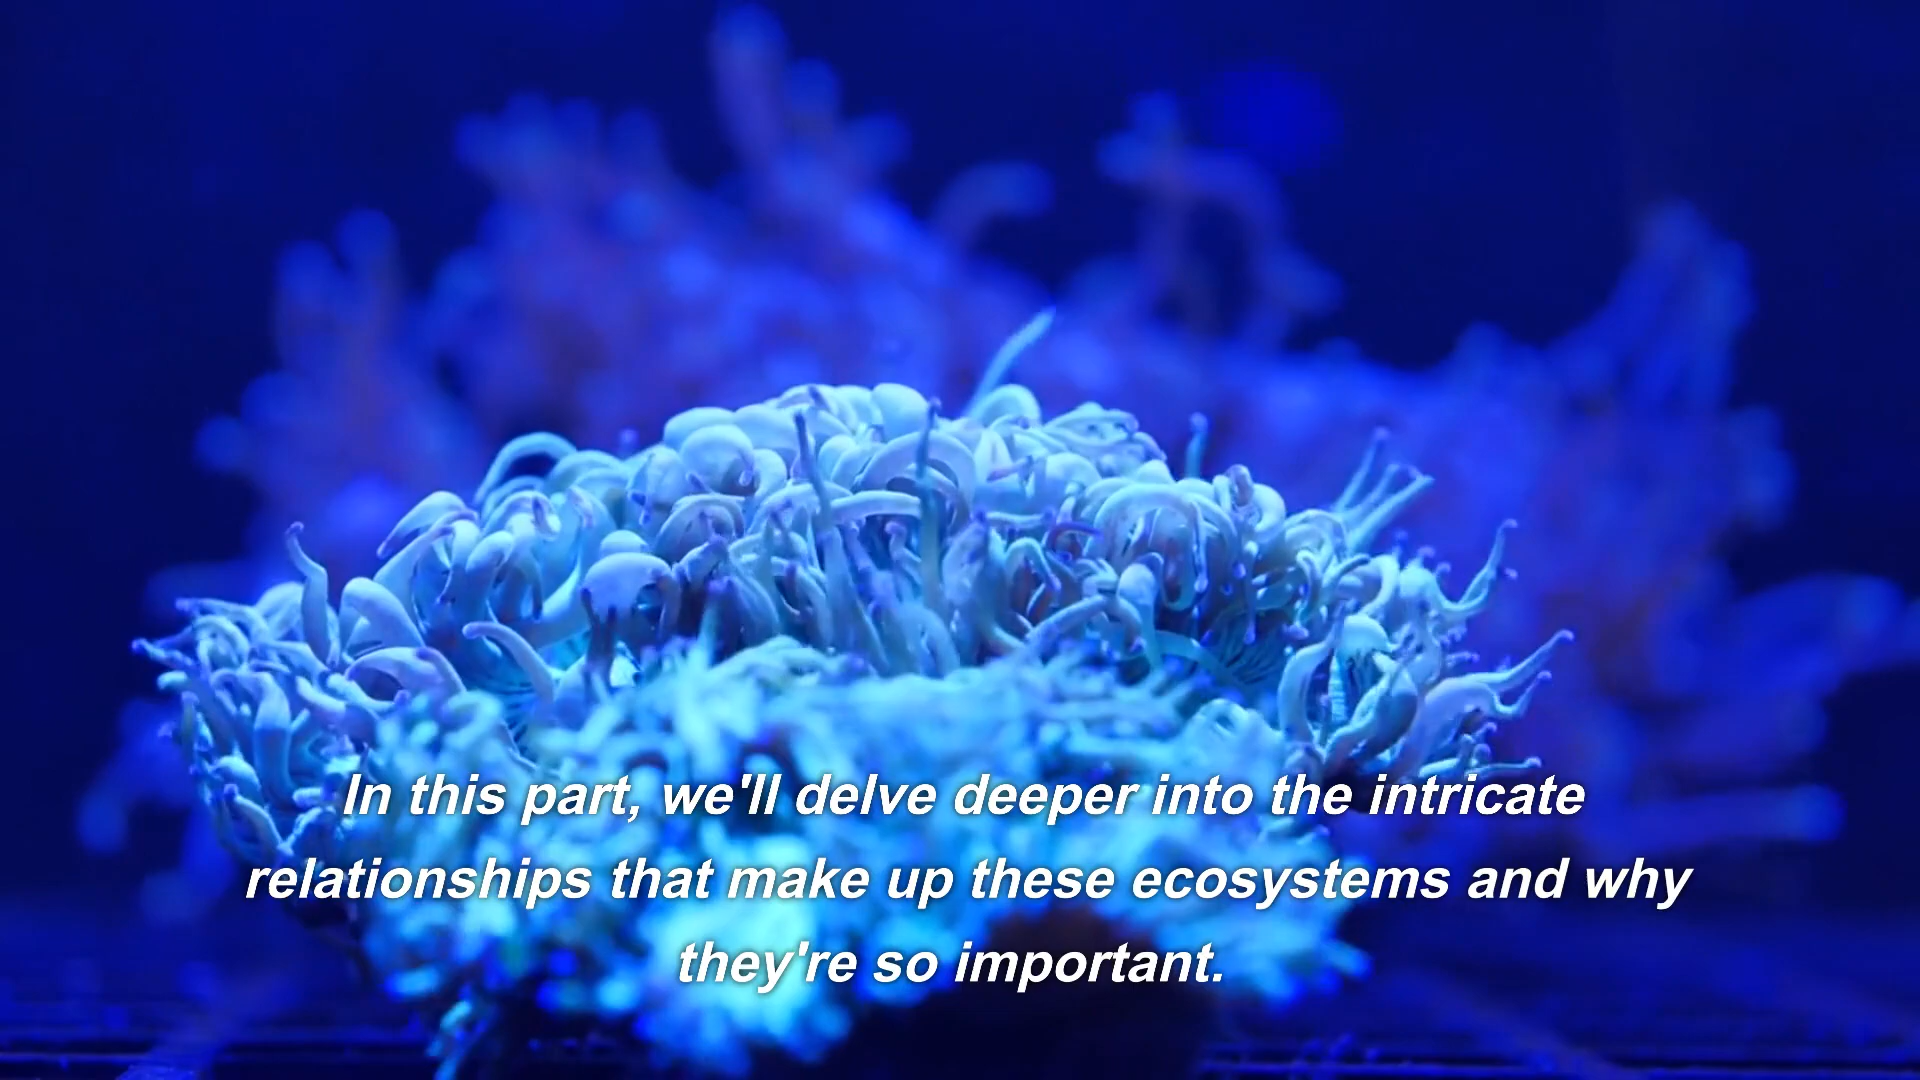 In this part, we'll delve deeper into the intricate
relationships that make up these ecosystems and why
they're so important.